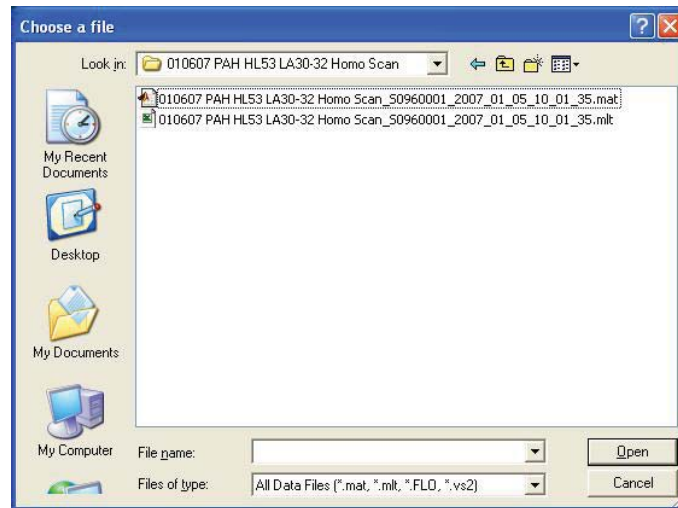 Choose a file
Look in: 010607 PAH HL53 LA30-32 Homo Scan
010607 PAH HL53 LA30-32 Homo Scan_S0960001_2007_01_05_10_01_35.mat
010607 PAH HL53 LA30-32 Homo Scan_S0960001_2007_01_05_10_01_35.mlt
My Recent
Documents
Desktop
My Documents
My Computer
File name:
Open
Files of type: All Data Files (*.mat, *.mlt, *.FLO, *.vs2)
Cancel